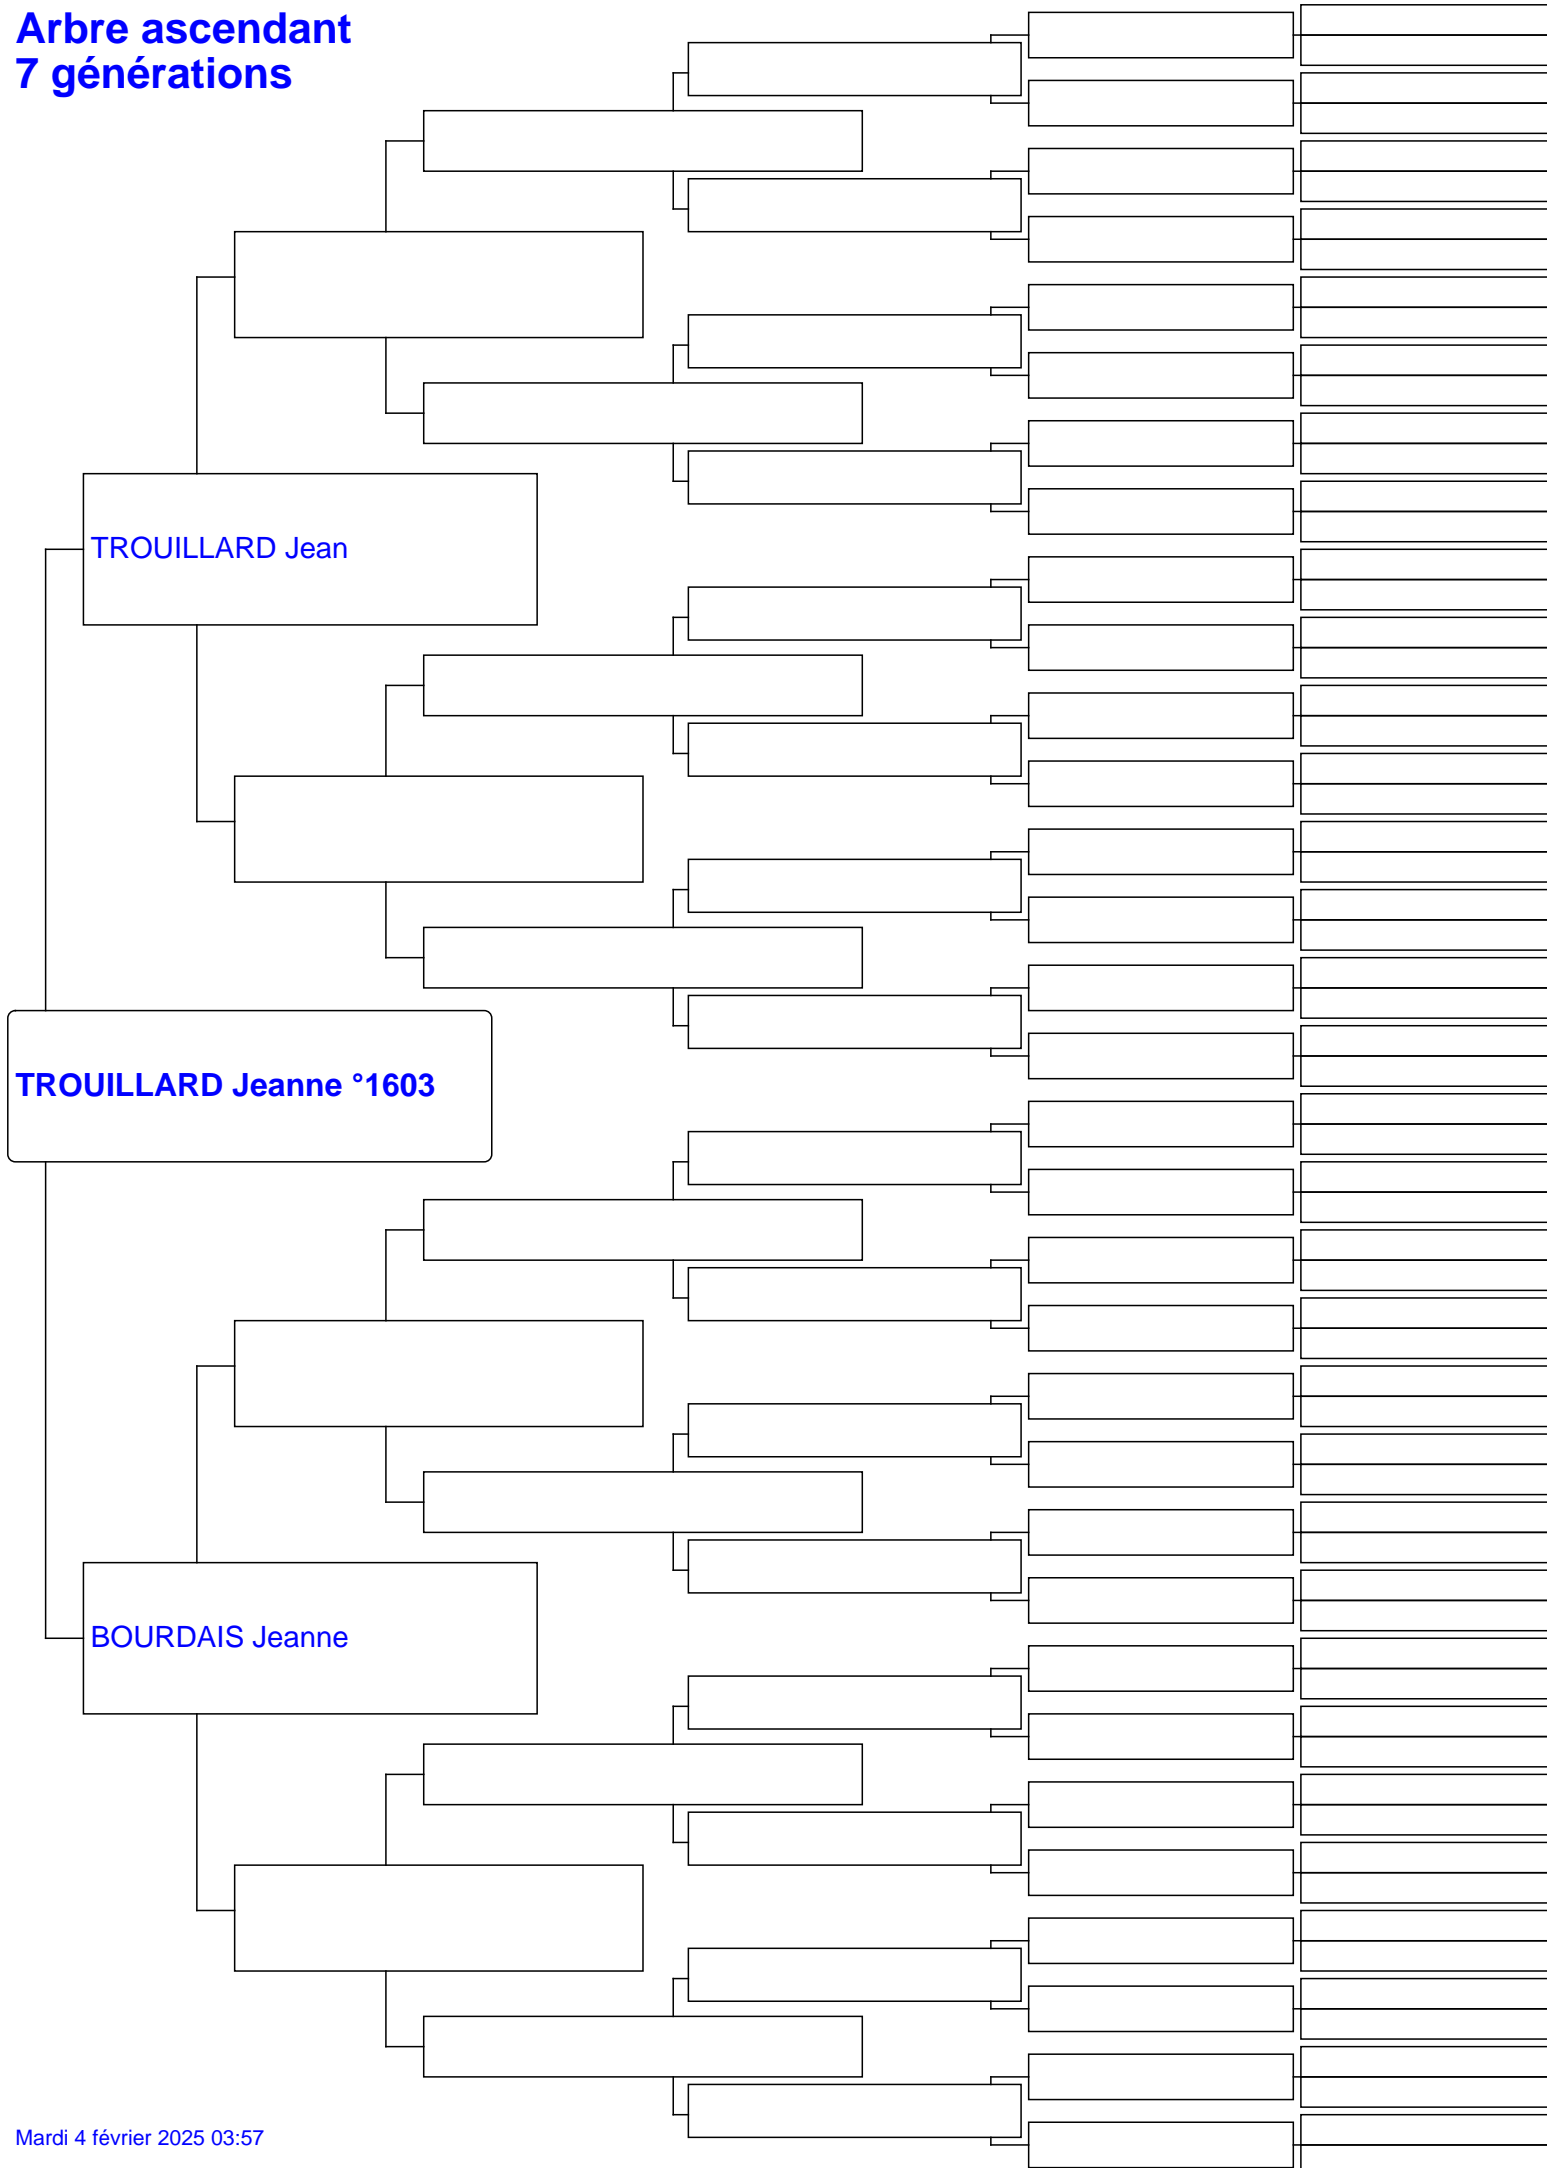 Arbre ascendant
7 générations
TROUILLARD Jean
TROUILLARD Jeanne °1603
BOURDAIS Jeanne
Mardi 4 février 2025 03:57